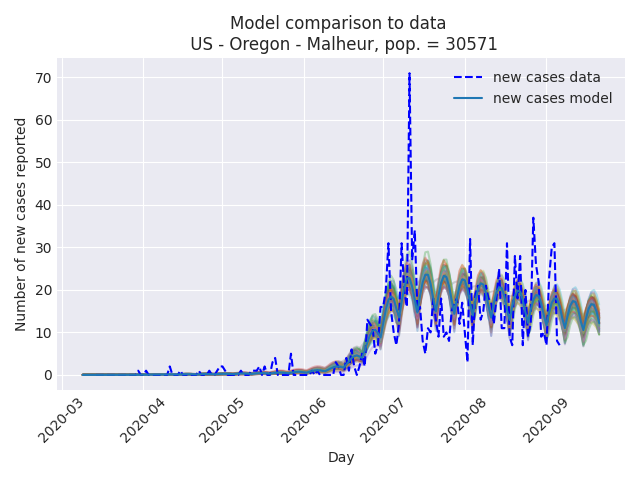 Model comparison to data
US - Oregon - Malheur, pop. = 30571
new cases data
new cases model
Number of new cases reported
70
60
50
40
30
20
10
0
2020-03
2020-04
2020-05
2020-06
2020-07
2020-08
2020-09
Day